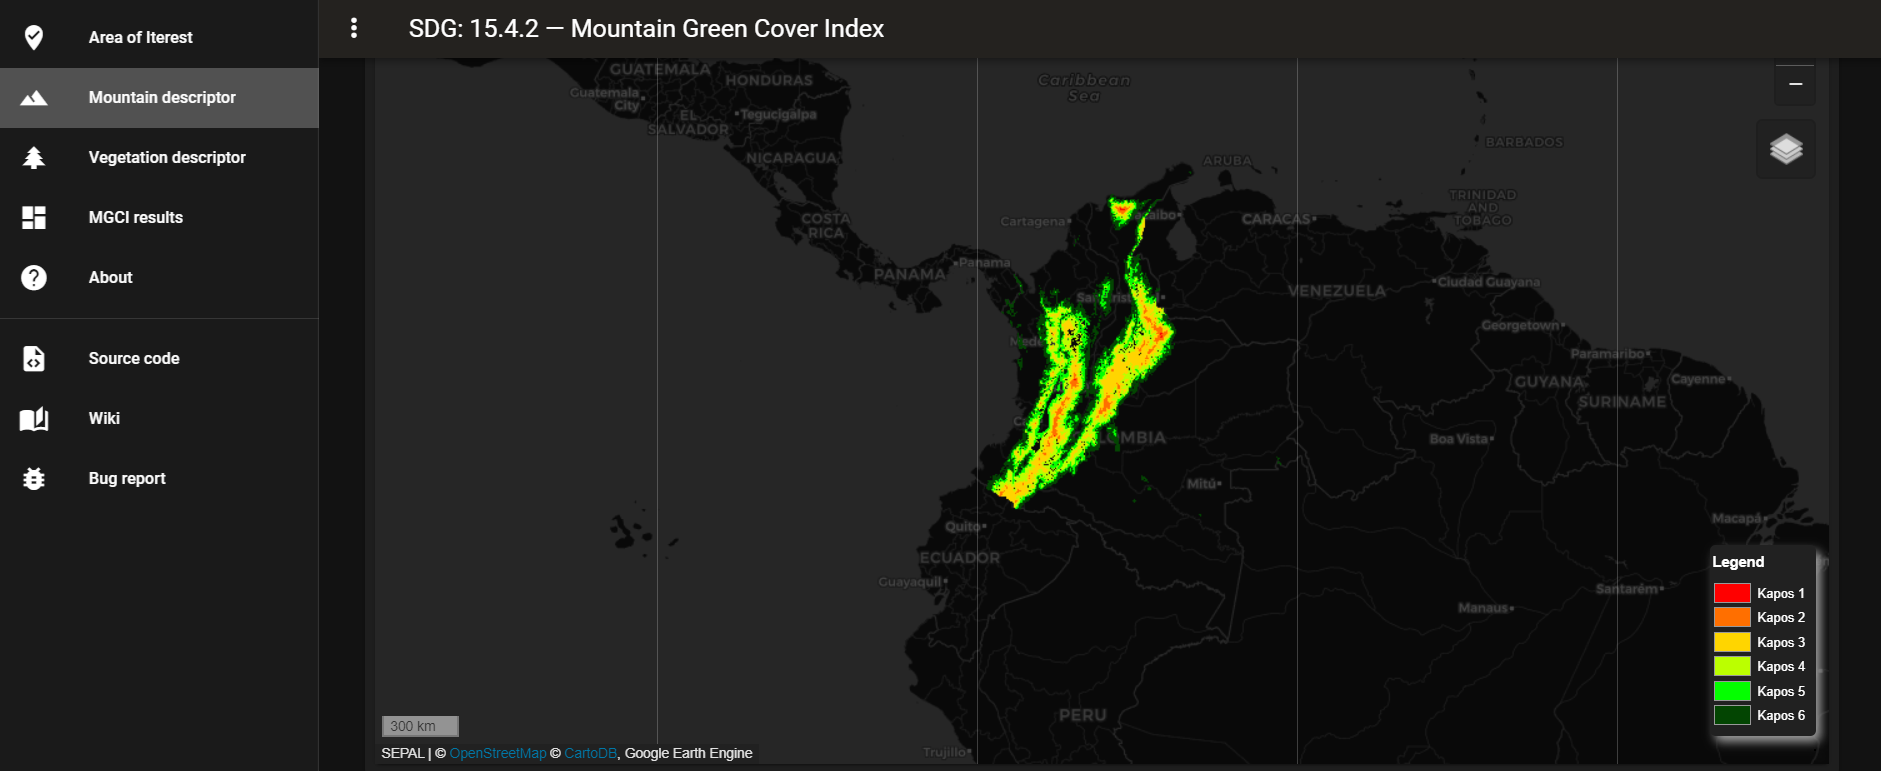 Area of Iterest
Mountain descriptor
Vegetation descriptor
MGCI results
About
Source code
Wiki
Bug report
SDG: 15.4.2 — Mountain Green Cover Index
GUATEMALA
Guatemala
City
HONDURAS
EL
SALVADOR
Tegucigalpa
NICARAGUA
COSTA
RICA
PANAMA
Panama
Caribbean
Sea
ARUBA
BARBADOS
TRINIDAD
AND
TOBAGO
Cartagena
CARACAS
VENEZUELA
Ciudad Guayana
Georgetown
Paramaribo
GUYANA
Cayenne
SURINAME
Boa Vista
Mitú
Quito
ECUADOR
Guayaquil
Macapá
Santarém
Manaus
PERU
Trujillo
−
Legend
Kapos 1
Kapos 2
Kapos 3
Kapos 4
Kapos 5
Kapos 6
300 km
SEPAL | © OpenStreetMap © CartoDB, Google Earth Engine